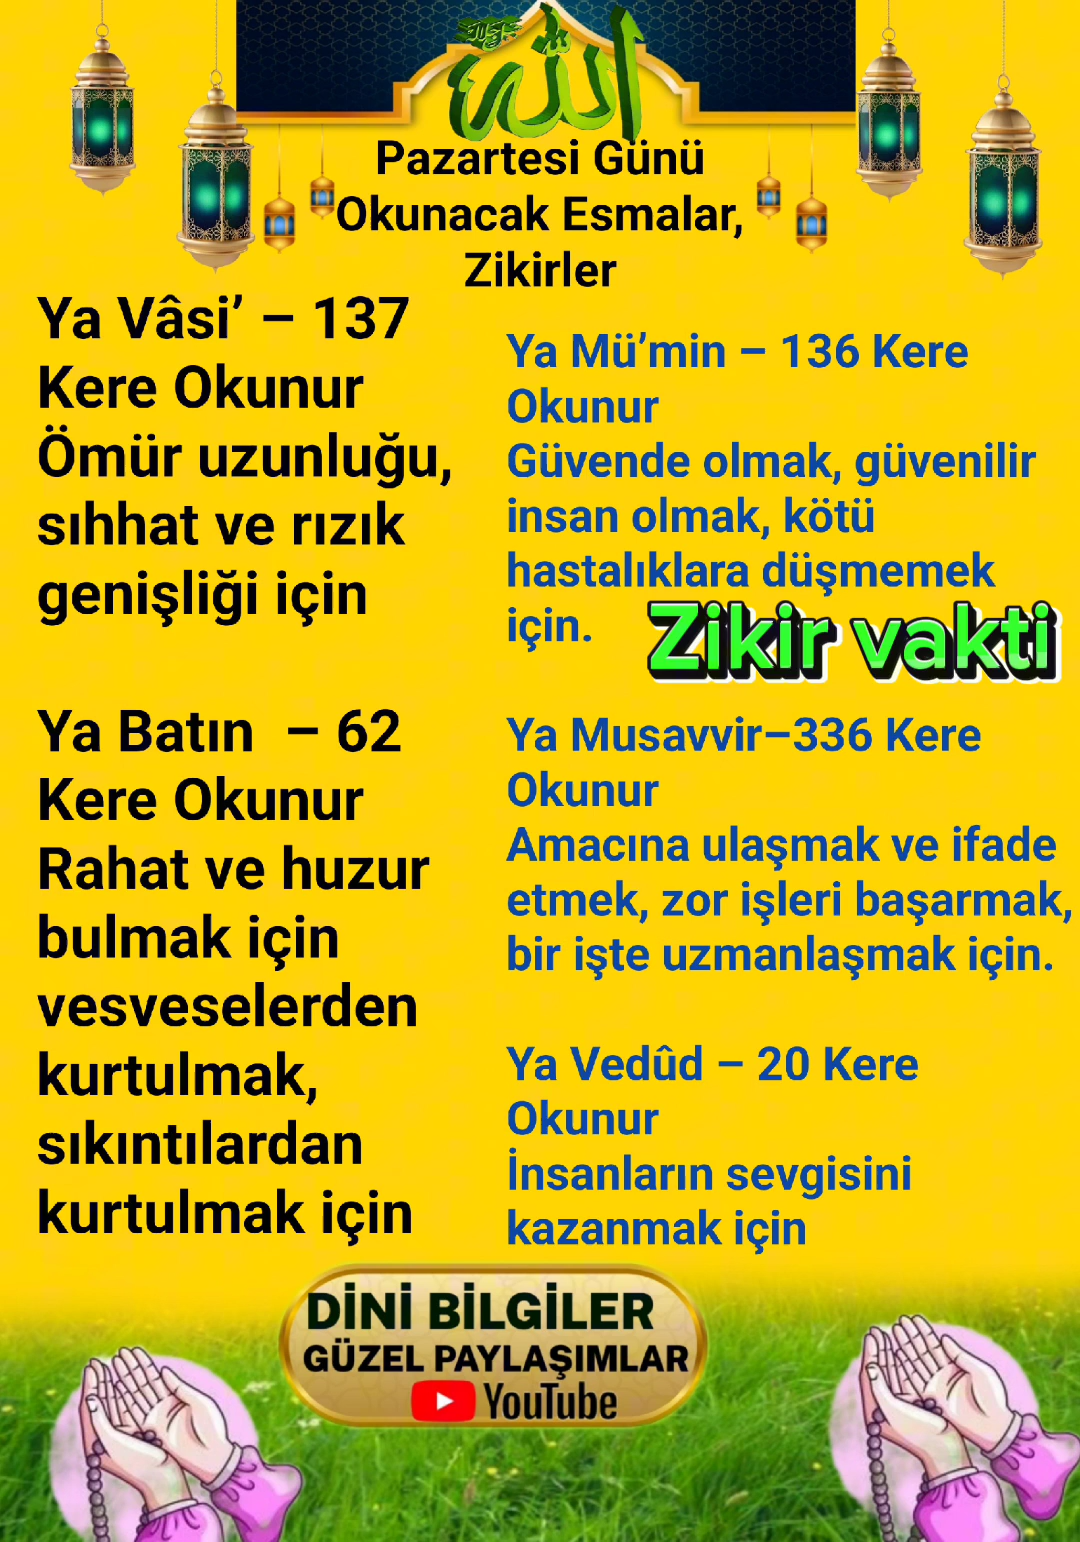 الله
Pazartesi Günü
Okunacak Esmalar,
Zikirler
Ya Vâsi’ – 137
Kere Okunur
Ömür uzunluğu,
sıhhat ve rızık
genişliği için
Ya Batın – 62
Kere Okunur
Rahat ve huzur
bulmak için
vesveselerden
kurtulmak,
sıkıntılardan
kurtulmak için
Ya Mü’min – 136 Kere
Okunur
Güvende olmak, güvenilir
insan olmak, kötü
hastalıklara düşmemek
için.
Zikir vakti
Ya Musavvir–336 Kere
Okunur
Amacına ulaşmak ve ifade
etmek, zor işleri başarmak,
bir işte uzmanlaşmak için.
Ya Vedûd – 20 Kere
Okunur
İnsanların sevgisini
kazanmak için
DİNİ BİLGİLER
GÜZEL PAYLAŞIMLAR
YouTube